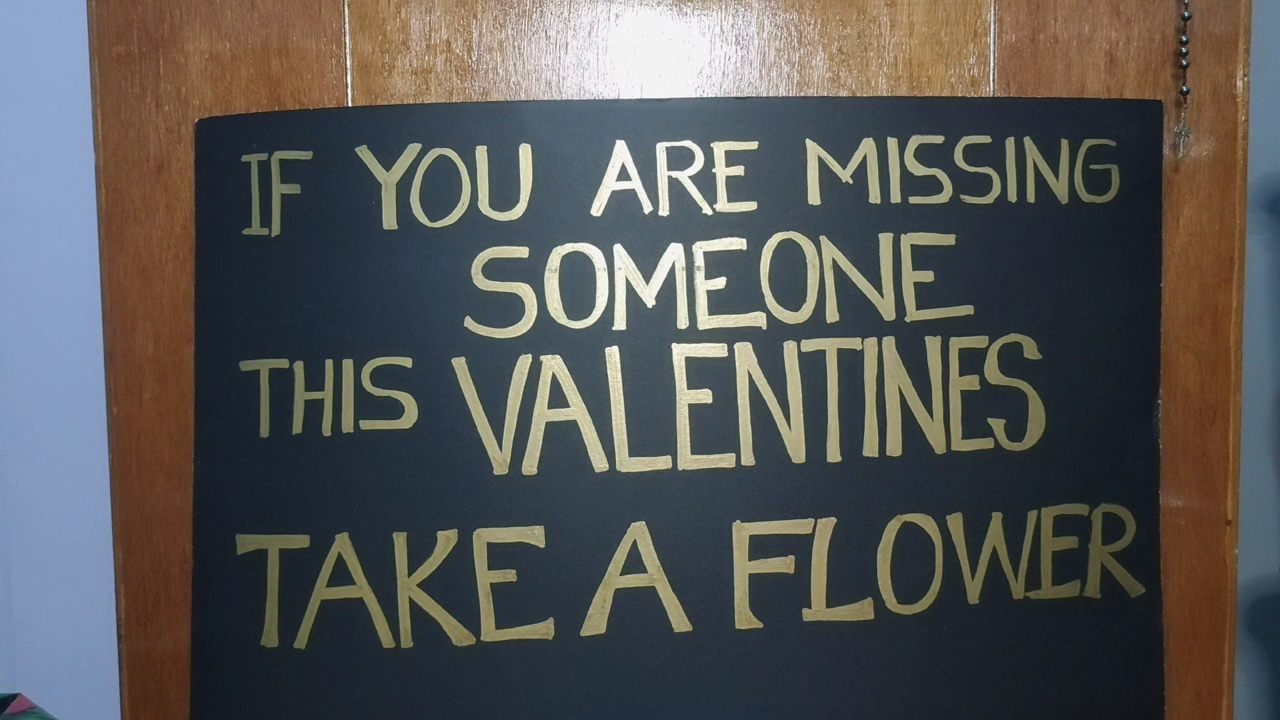 IF YOU ARE MISSING
SOMEONE
THIS VALENTINES
TAKE A FLOWER